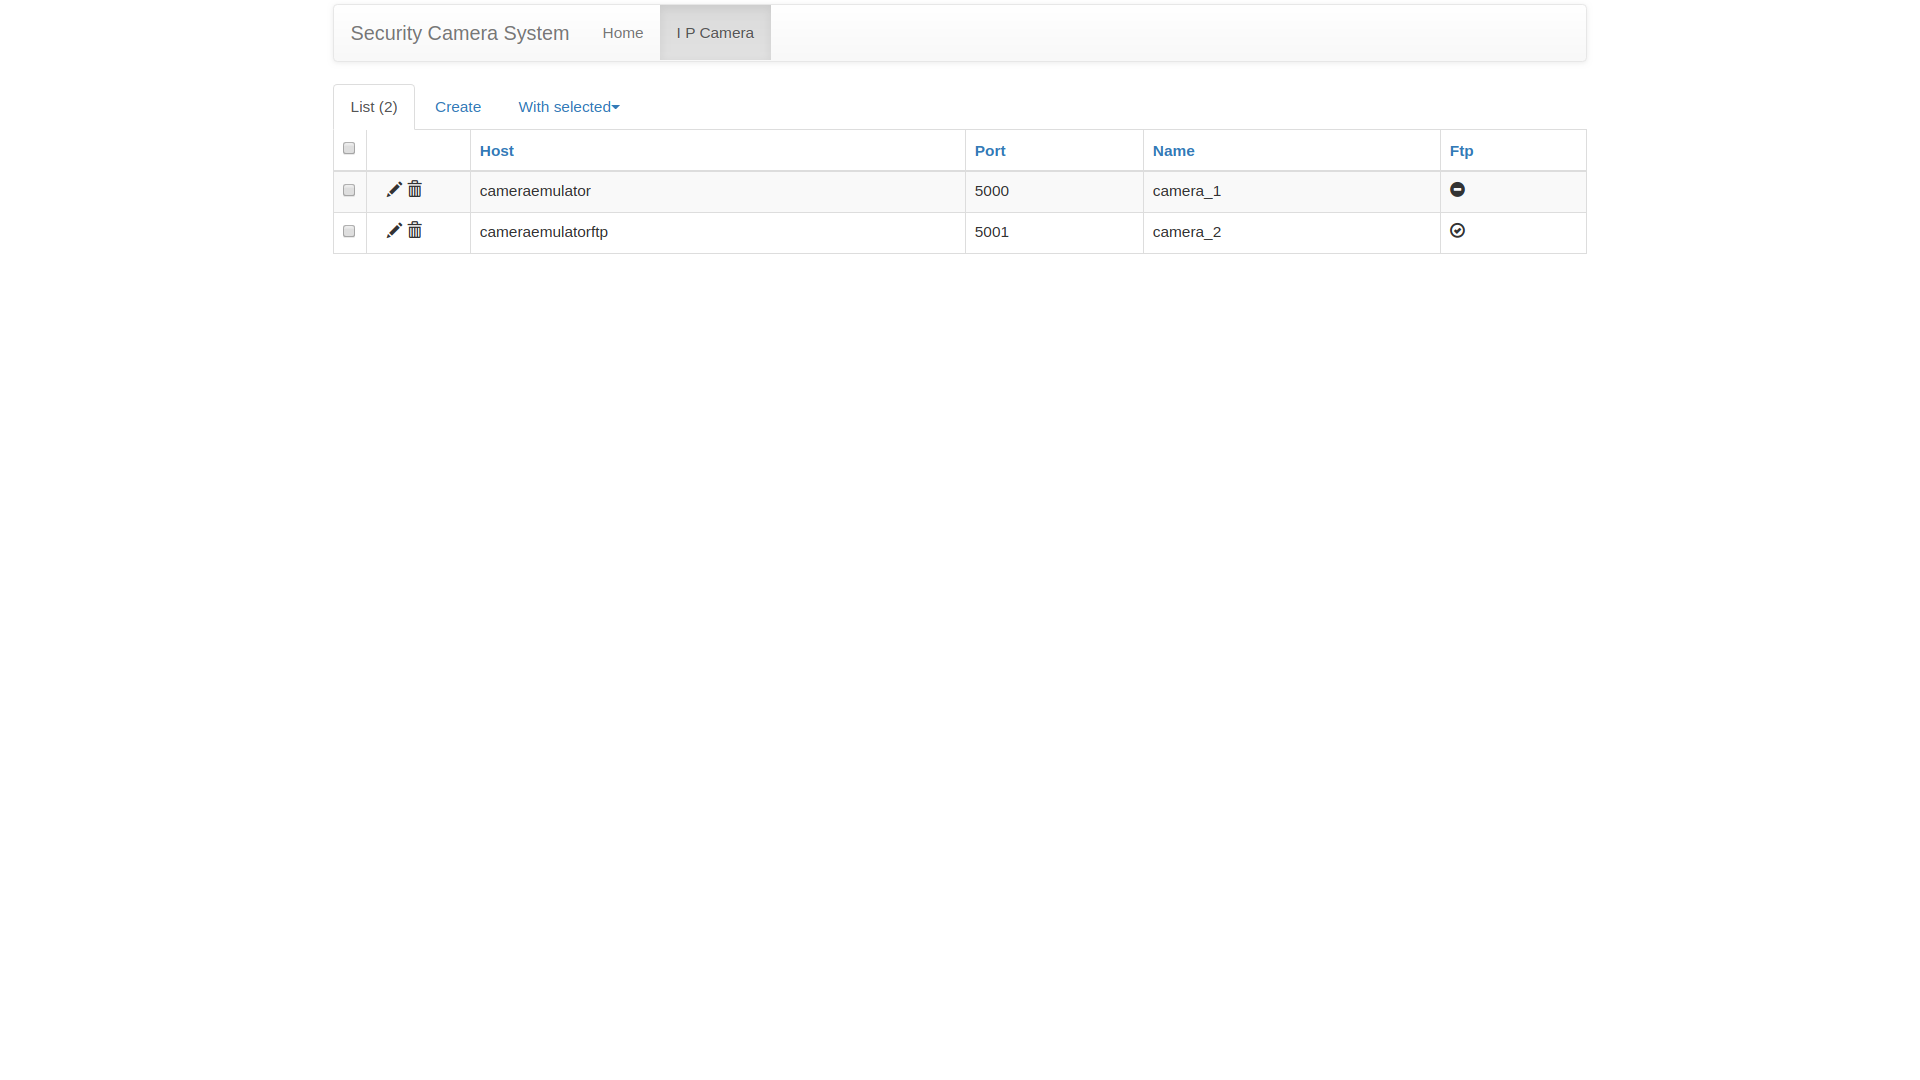 Security Camera System Home I P Camera
List (2) Create With selected
Host Port Name Ftp
cameraemulator 5000 camera_1
cameraemulatorftp 5001 camera_2